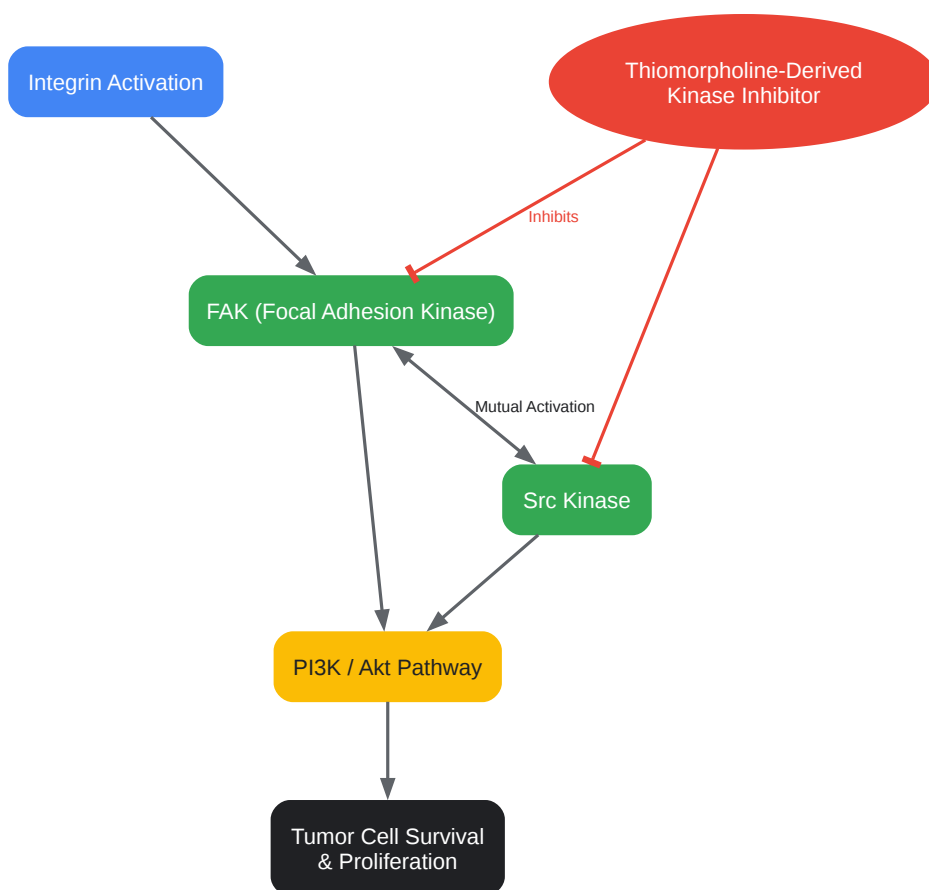 Integrin Activation
Thiomorpholine-Derived
Kinase Inhibitor
Inhibits
FAK (Focal Adhesion Kinase)
Mutual Activation
Src Kinase
PI3K / Akt Pathway
Tumor Cell Survival
& Proliferation